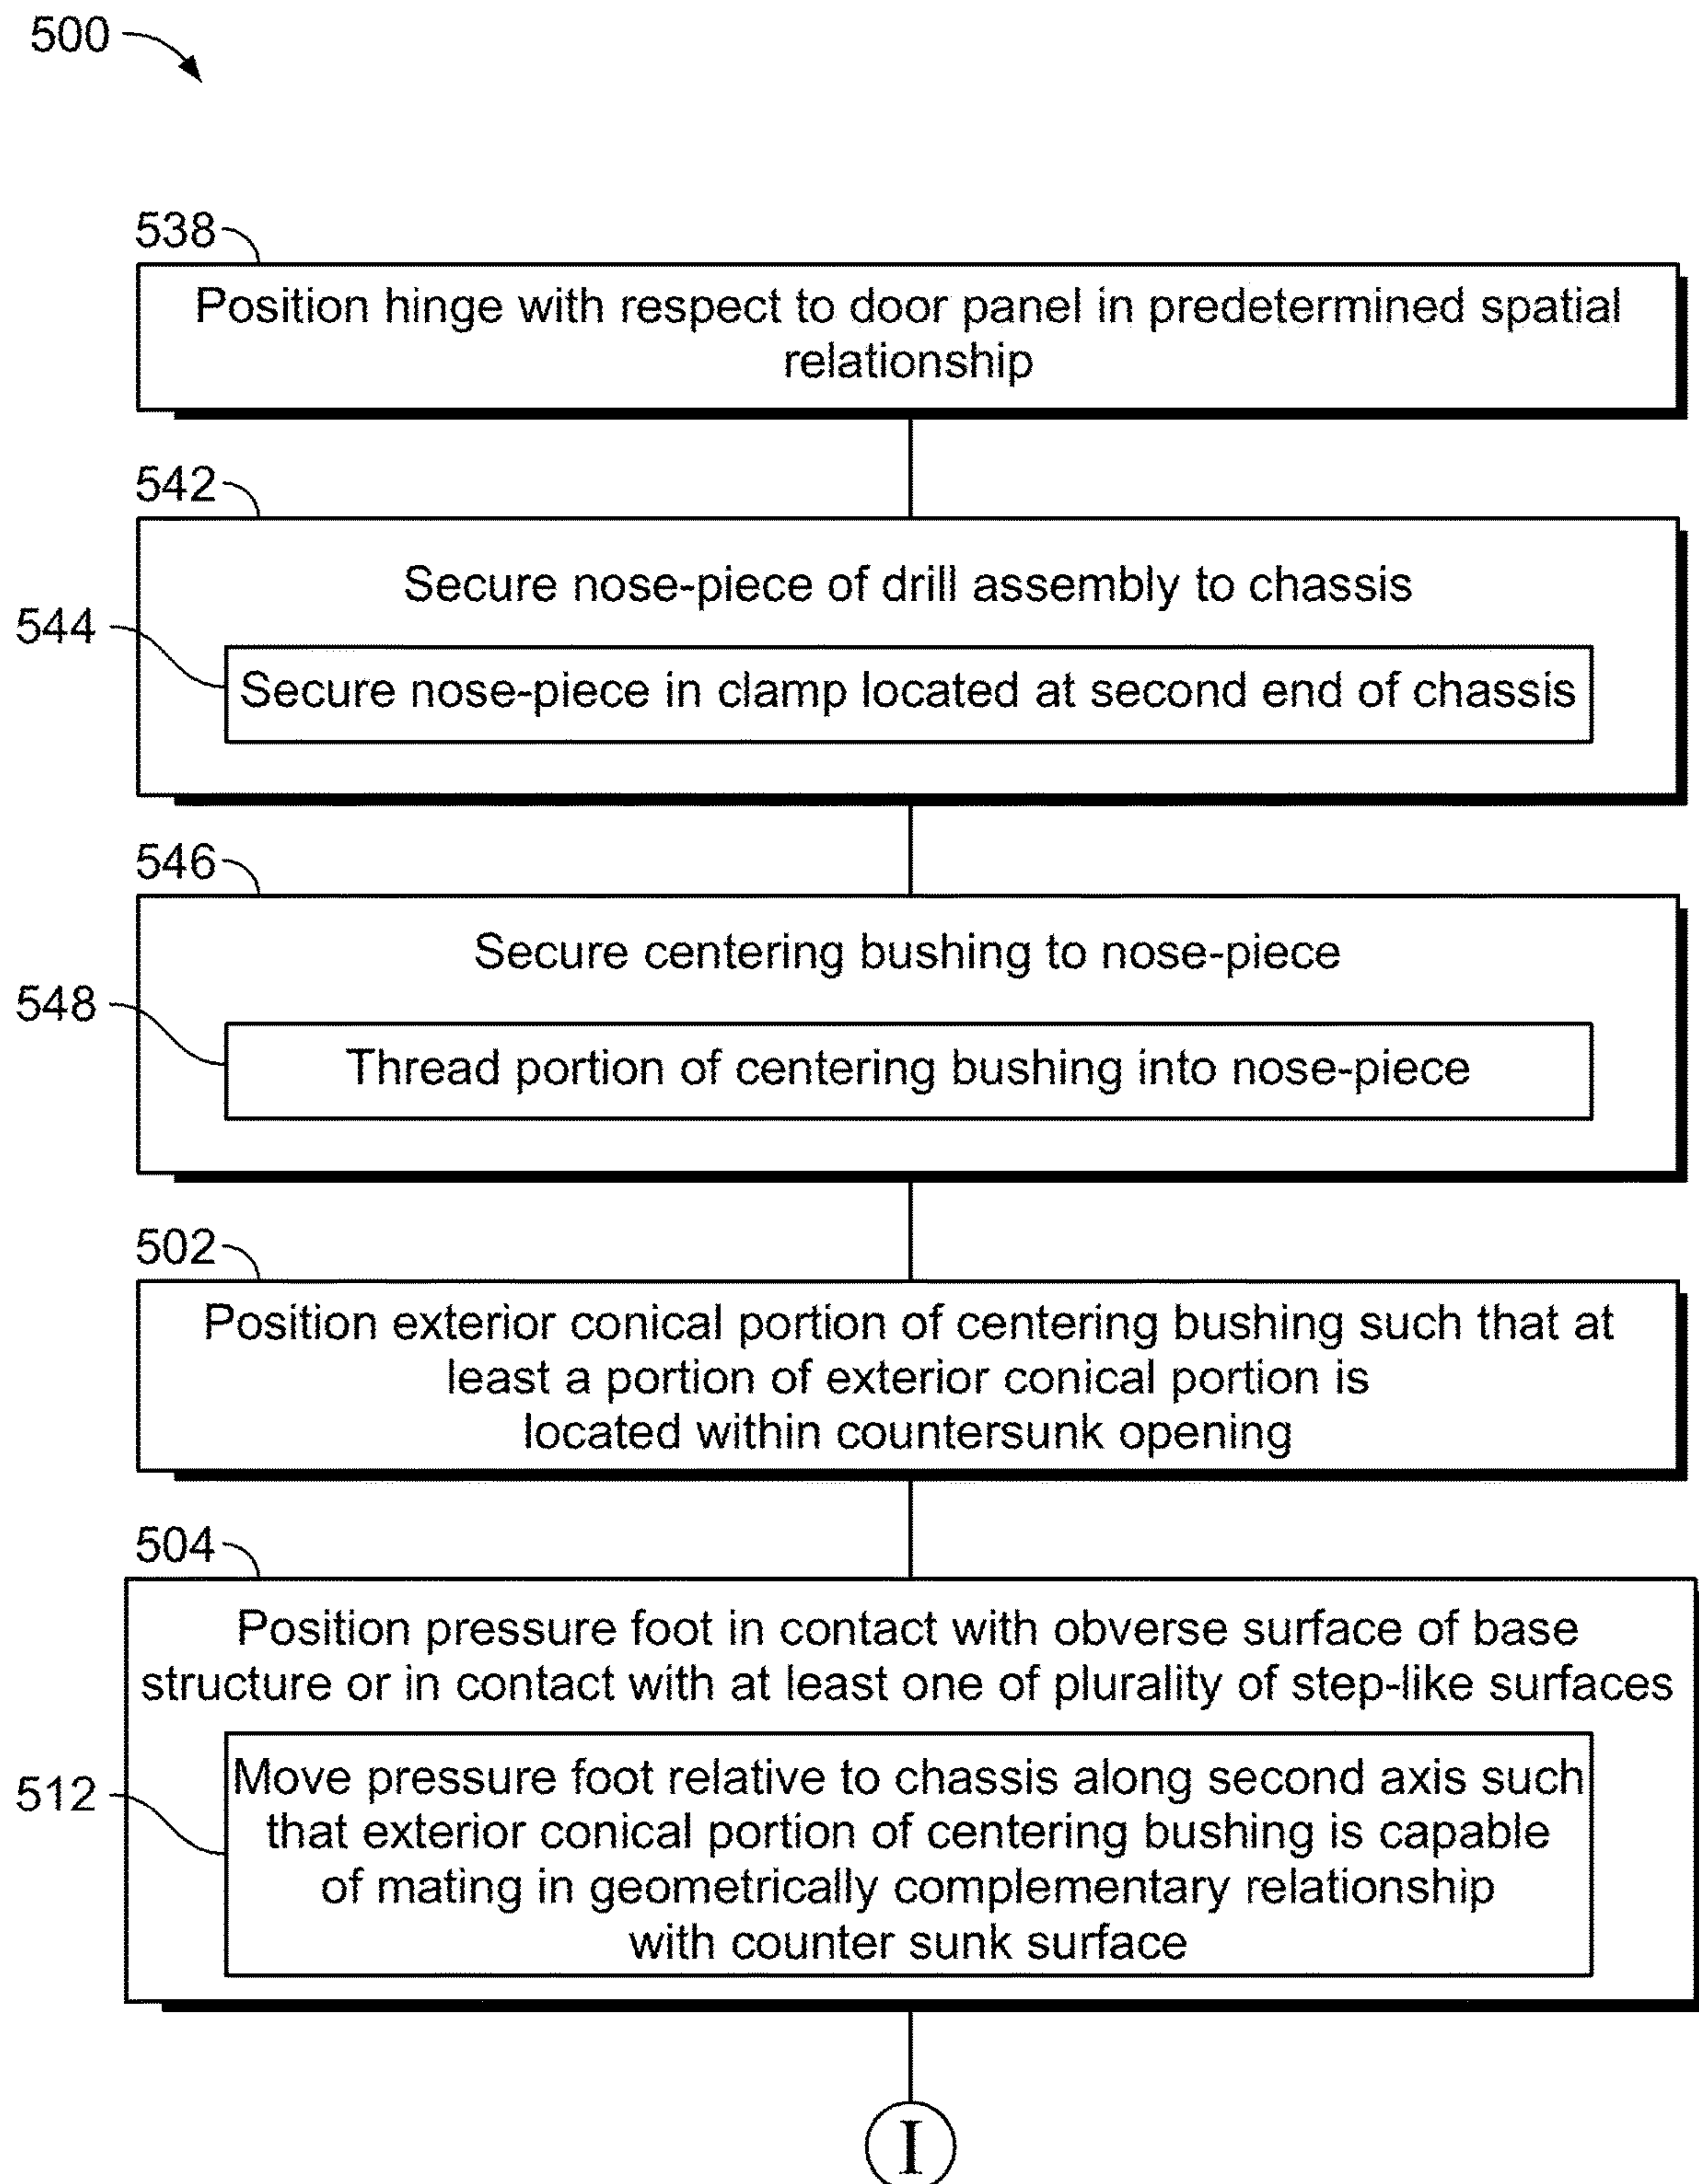 500
538
Position hinge with respect to door panel in predetermined spatial
relationship
542
Secure nose-piece of drill assembly to chassis
544
Secure nose-piece in clamp located at second end of chassis
546
Secure centering bushing to nose-piece
548
Thread portion of centering bushing into nose-piece
502
Position exterior conical portion of centering bushing such that at
least a portion of exterior conical portion is
located within countersunk opening
504
Position pressure foot in contact with obverse surface of base
structure or in contact with at least one of plurality of step-like surfaces
512
Move pressure foot relative to chassis along second axis such
that exterior conical portion of centering bushing is capable
of mating in geometrically complementary relationship
with counter sunk surface
I